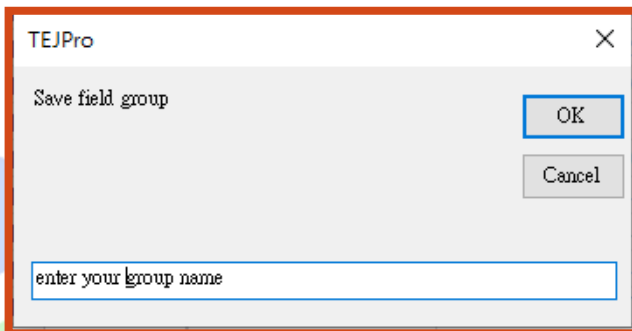 TEJPro
Save field group
OK
Cancel
enter your group name